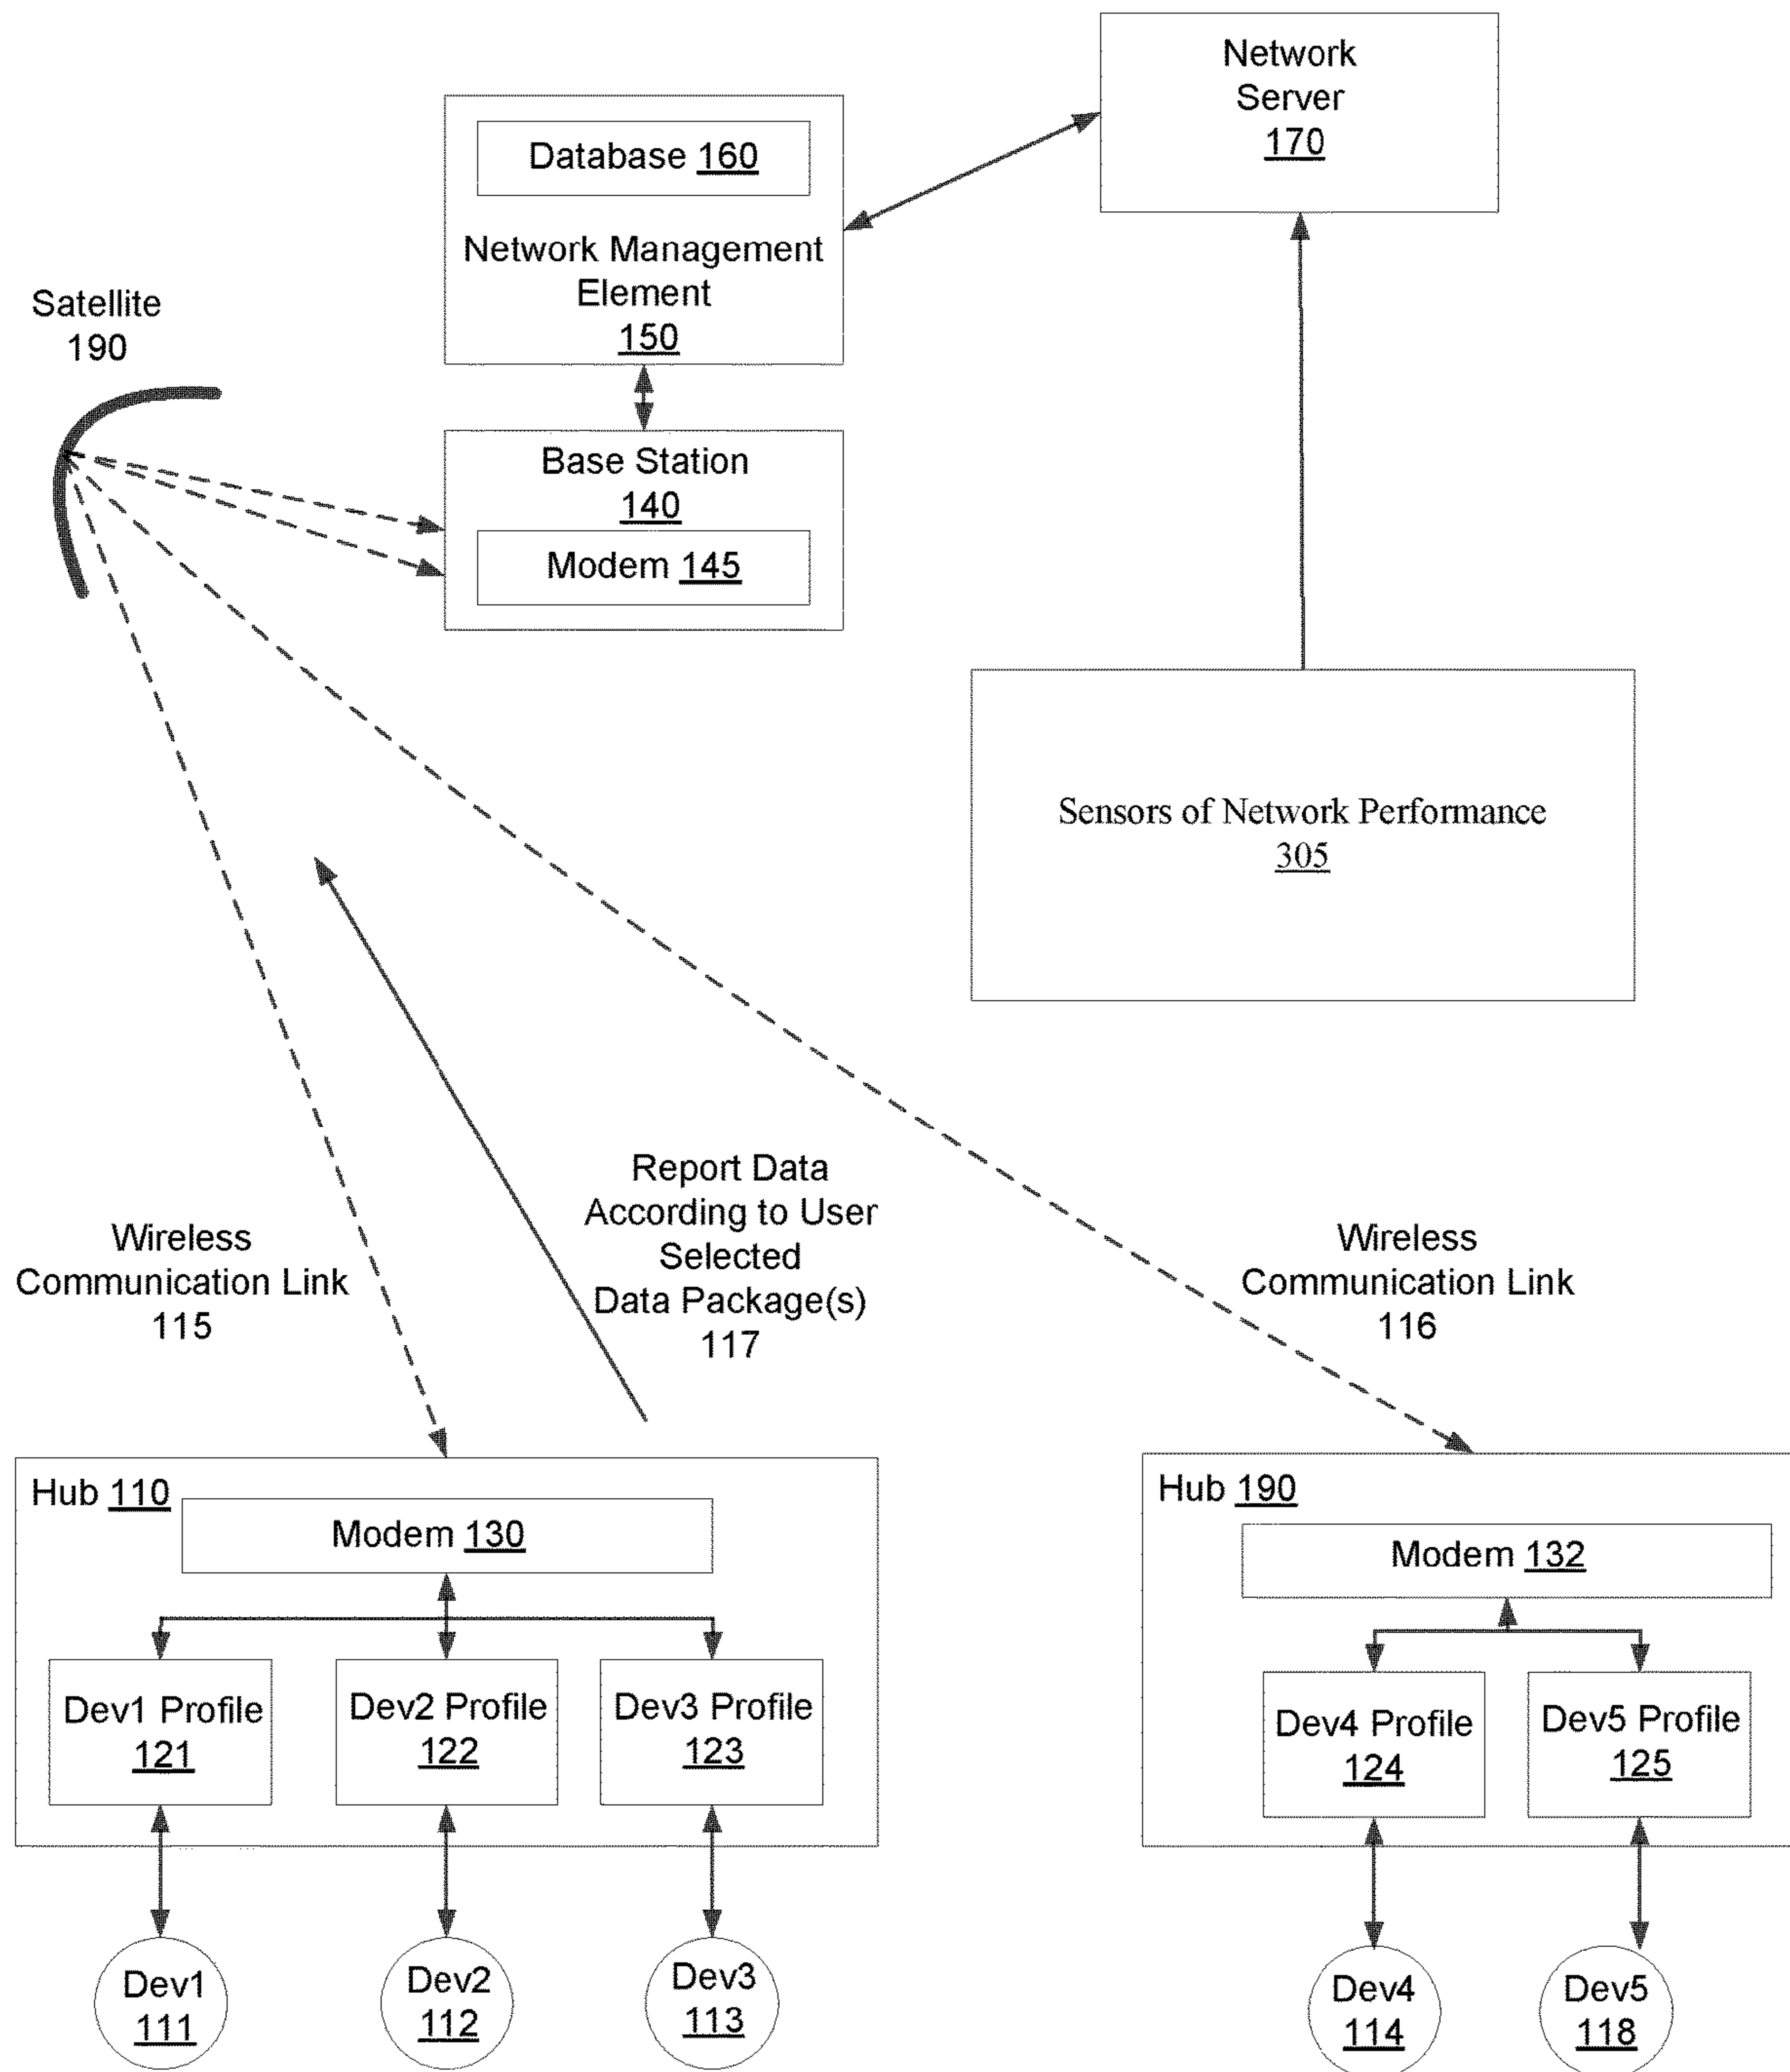 Network
Server
170
Database 160
Network Management
Element
150
Satellite
190
Base Station
140
Modem 145
Sensors of Network Performance
305
Report Data
According to User
Selected
Data Package(s)
117
Wireless
Communication Link
115
Wireless
Communication Link
116
Hub 110
Modem 130
Dev1 Profile
121
Dev2 Profile
122
Dev3 Profile
123
Hub 190
Modem 132
Dev4 Profile
124
Dev5 Profile
125
Dev1
111
Dev2
112
Dev3
113
Dev4
114
Dev5
118